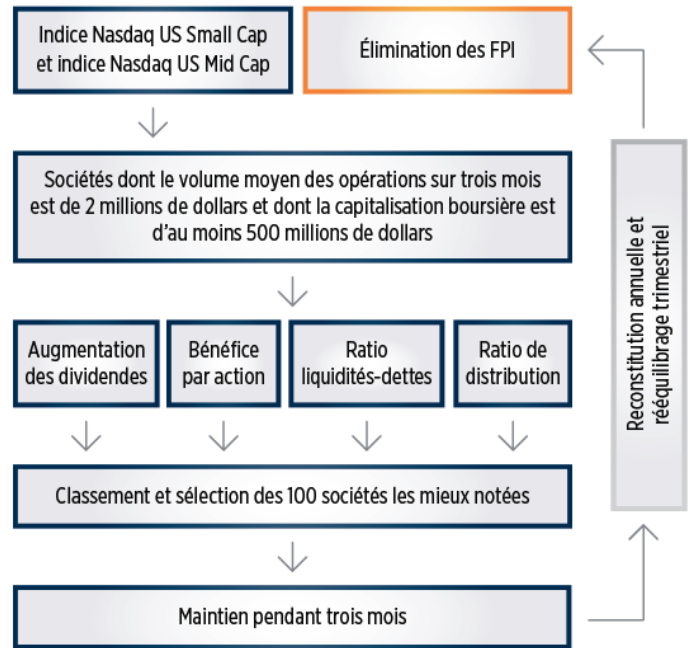 Indice Nasdaq US Small Cap
et indice Nasdaq US Mid Cap
Élimination des FPI
Sociétés dont le volume moyen des opérations sur trois mois
est de 2 millions de dollars et dont la capitalisation boursière est
d'au moins 500 millions de dollars
Augmentation
des dividendes
Bénéfice
par action
Ratio
liquidités-dettes
Ratio de
distribution
Classement et sélection des 100 sociétés les mieux notées
Maintien pendant trois mois
Reconstitution annuelle et
rééquilibrage trimestriel